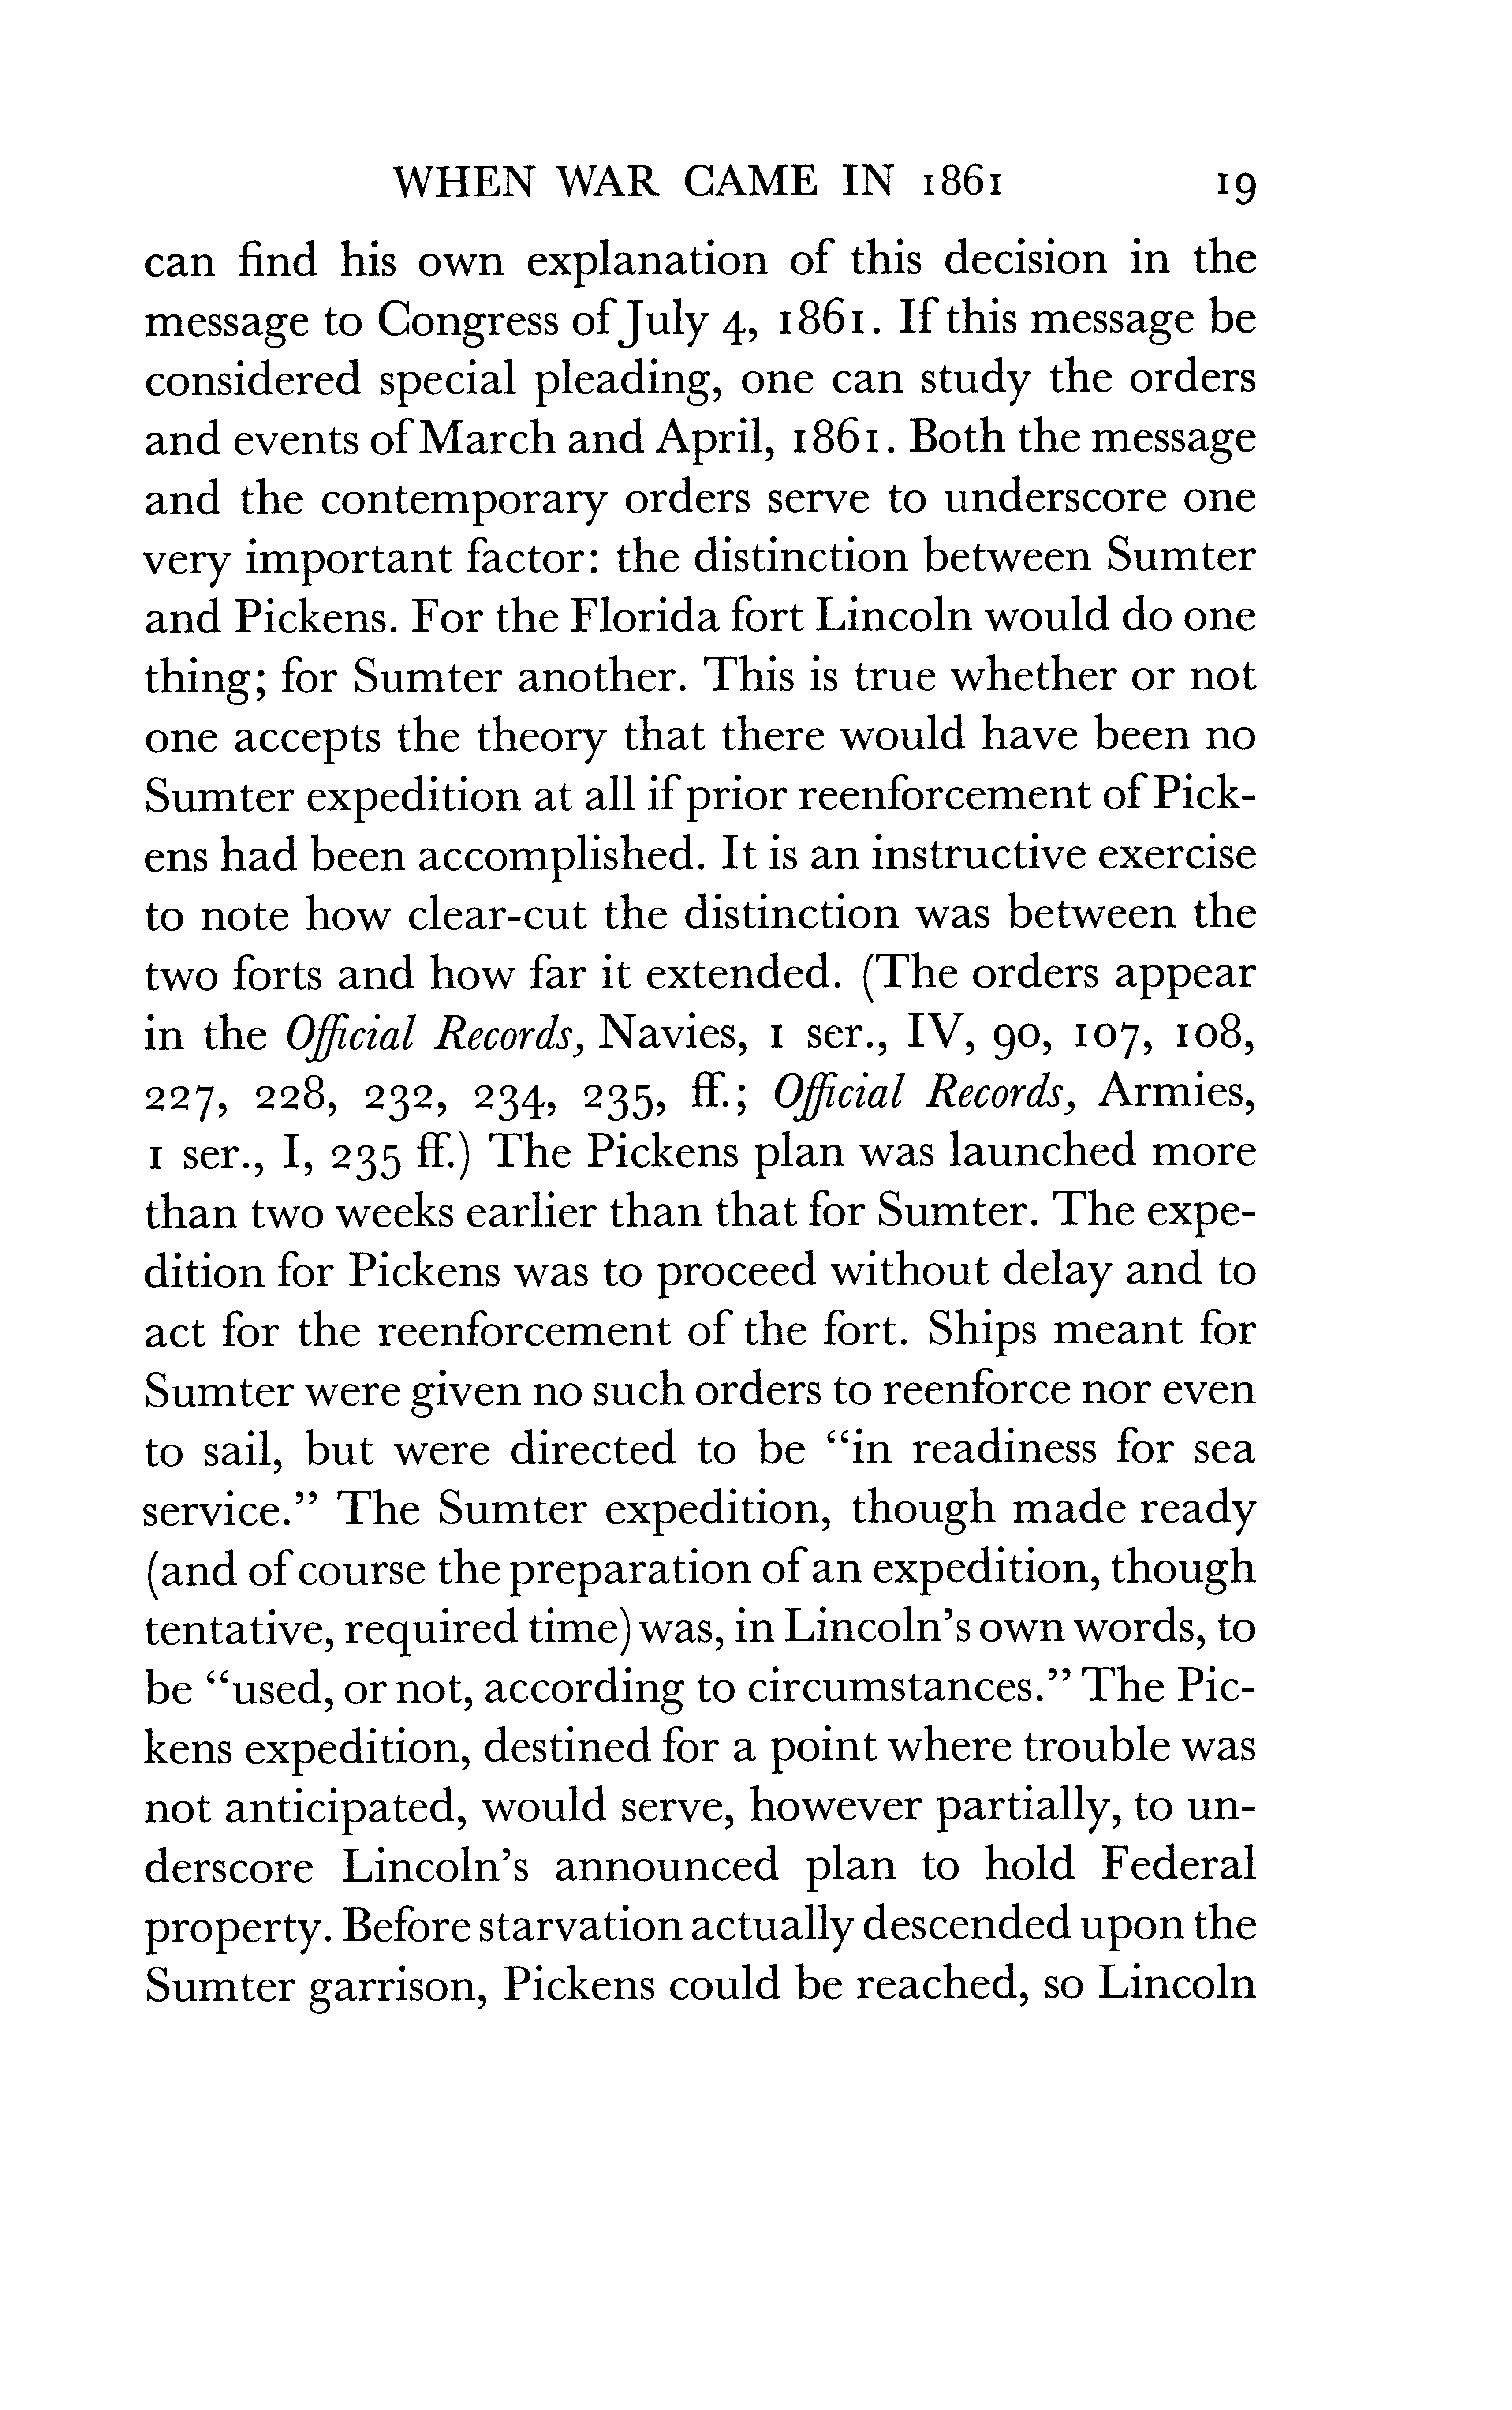 WHEN WAR CAME IN 1861 19
can find his own explanation of this decision in the
message to Congress of July 4, 1861. If this message be
considered special pleading, one can study the orders
and events of March and April, 1861. Both the message
and the contemporary orders serve to underscore one
very important factor: the distinction between Sumter
and Pickens. For the Florida fort Lincoln would do one
thing; for Sumter another. This is true whether or not
one accepts the theory that there would have been no
Sumter expedition at all if prior reenforcement of Pick-
ens had been accomplished. It is an instructive exercise
to note how clear-cut the distinction was between the
two forts and how far it extended. (The orders appear
in the Official Records, Navies, 1 ser., IV, 90, 107, 108,
227, 228, 232, 234, 235, ff.; Official Records, Armies,
1 ser., I, 235 ff.) The Pickens plan was launched more
than two weeks earlier than that for Sumter. The expe-
dition for Pickens was to proceed without delay and to
act for the reenforcement of the fort. Ships meant for
Sumter were given no such orders to reenforce nor even
to sail, but were directed to be “in readiness for sea
service.” The Sumter expedition, though made ready
(and of course the preparation of an expedition, though
tentative, required time) was, in Lincoln’s own words, to
be “used, or not, according to circumstances.” The Pic-
kens expedition, destined for a point where trouble was
not anticipated, would serve, however partially, to un-
derscore Lincoln’s announced plan to hold Federal
property. Before starvation actually descended upon the
Sumter garrison, Pickens could be reached, so Lincoln